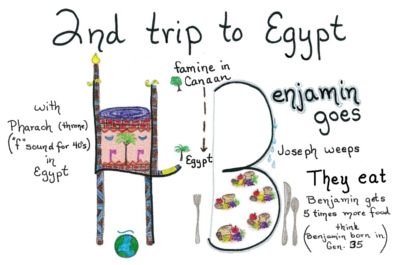 2nd trip to Egypt
famine in
Canaan
Egypt
with
Pharaoh (throne)
("f" sound for 40's)
in
Egypt
Benjamin
goes
Joseph weeps
They eat
Benjamin gets
5 times more food
(think
Benjamin born in
Gen. 35)